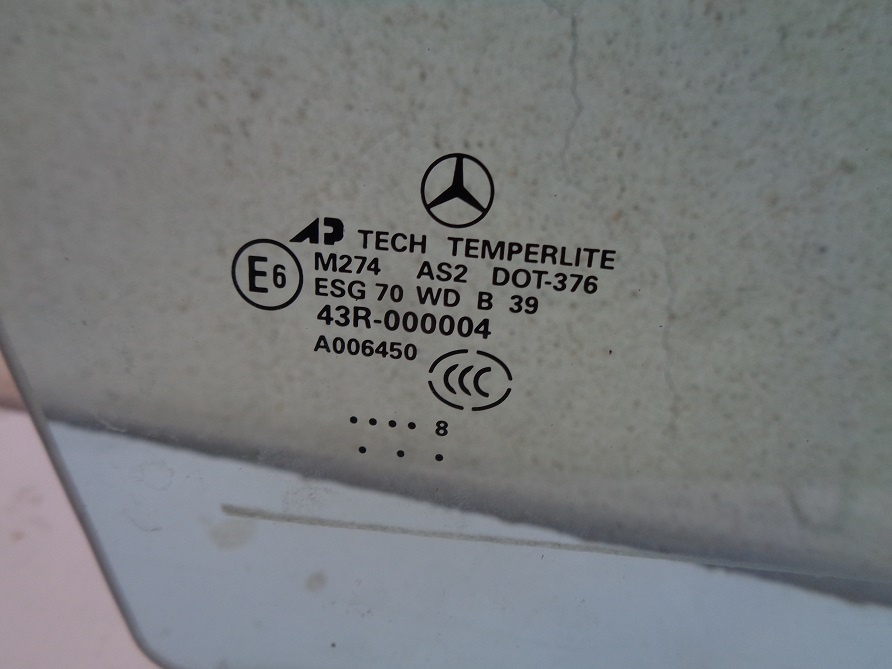 AP TECH TEMPERLITE
E6
M274 AS2 DOT-376
ESG 70 WD B 39
43R-000004
A006450
CCC
.... 8
. . .